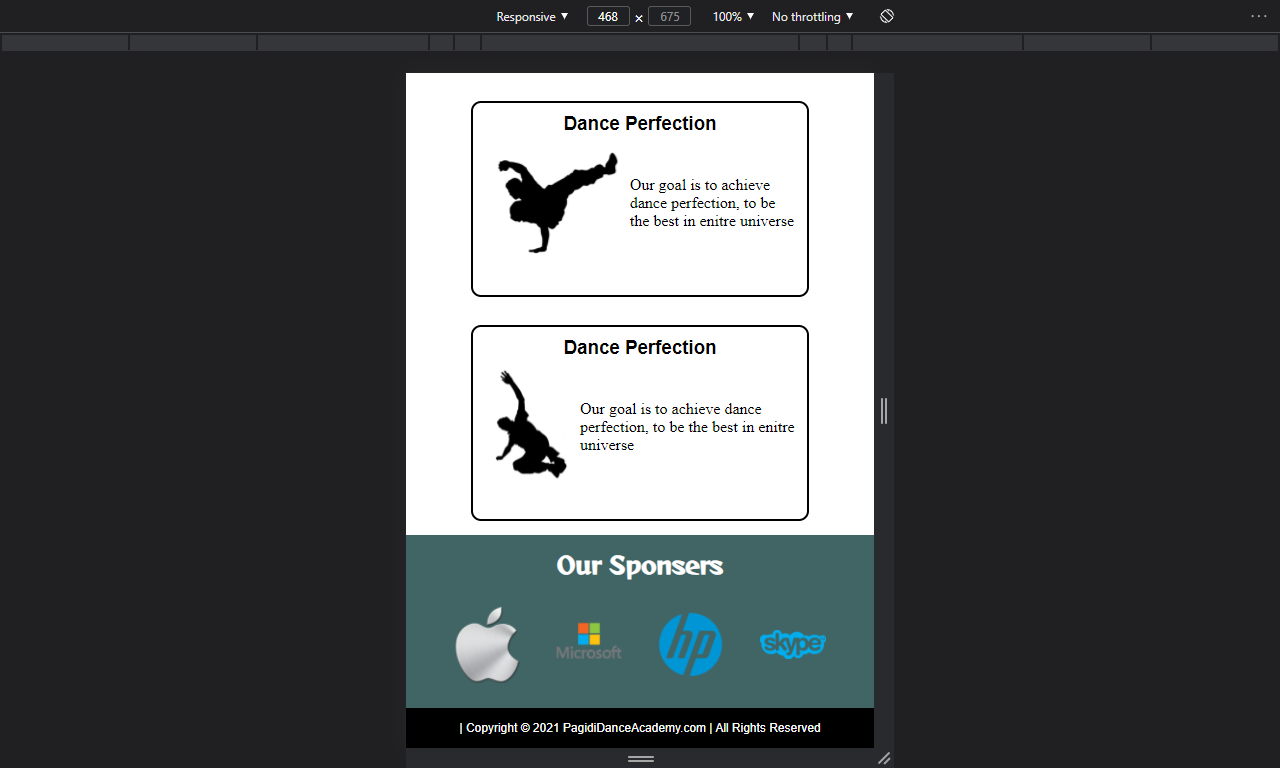 Responsive ▼ 468 × 675 100% ▼ No throttling ▼
Dance Perfection
Our goal is to achieve
dance perfection, to be
the best in enitre universe
Dance Perfection
Our goal is to achieve dance
perfection, to be the best in enitre
universe
Our Sponsers
Microsoft
hp
skype
| Copyright © 2021 PagidiDanceAcademy.com | All Rights Reserved